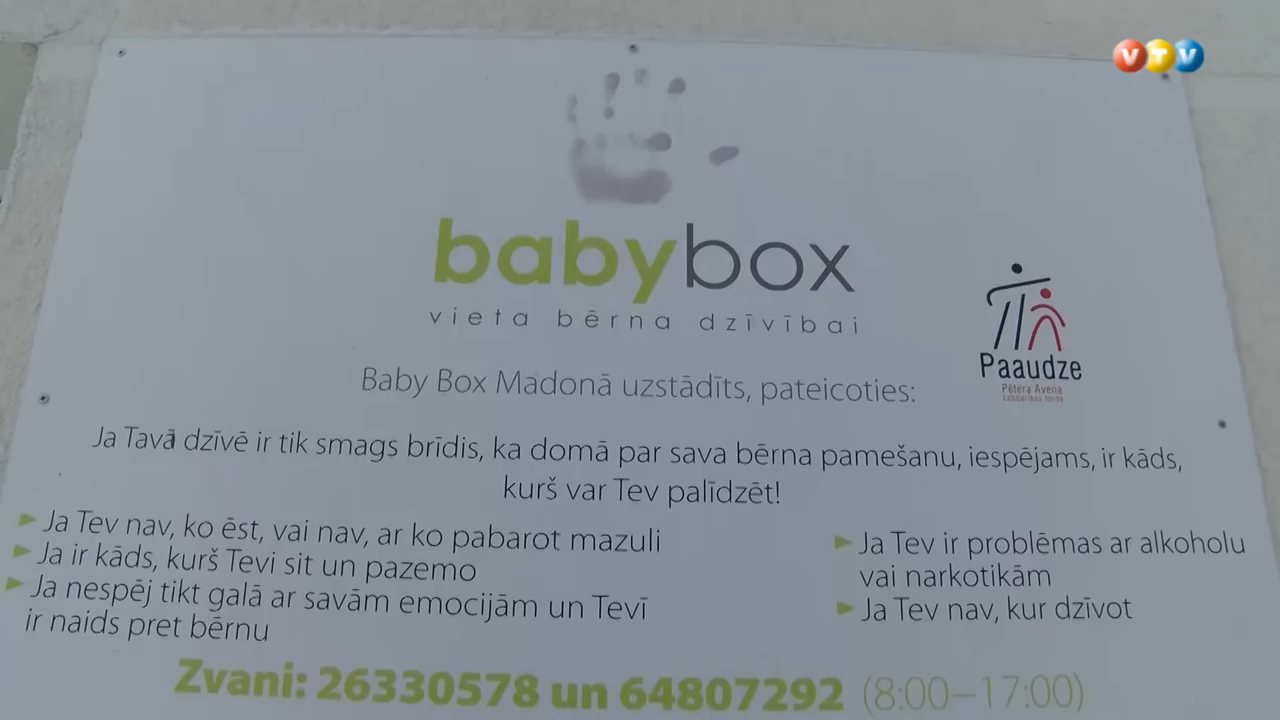 VTV
babybox
vieta bērna dzīvībai
Paaudze
Pētera Avena
Labdarības fonds
Baby Box Madonā uzstādīts, pateicoties:
Ja Tavā dzīvē ir tik smags brīdis, ka domā par sava bērna pamešanu, iespējams, ir kāds,
kurš var Tev palīdzēt!
Ja Tev nav, ko ēst, vai nav, ar ko pabarot mazuli
Ja ir kāds, kurš Tevi sit un pazemo
Ja nespēj tikt galā ar savām emocijām un Tevī
ir naids pret bērnu
Ja Tev ir problēmas ar alkoholu
vai narkotikām
Ja Tev nav, kur dzīvot
Zvani: 26330578 un 64807292 (8:00–17:00)